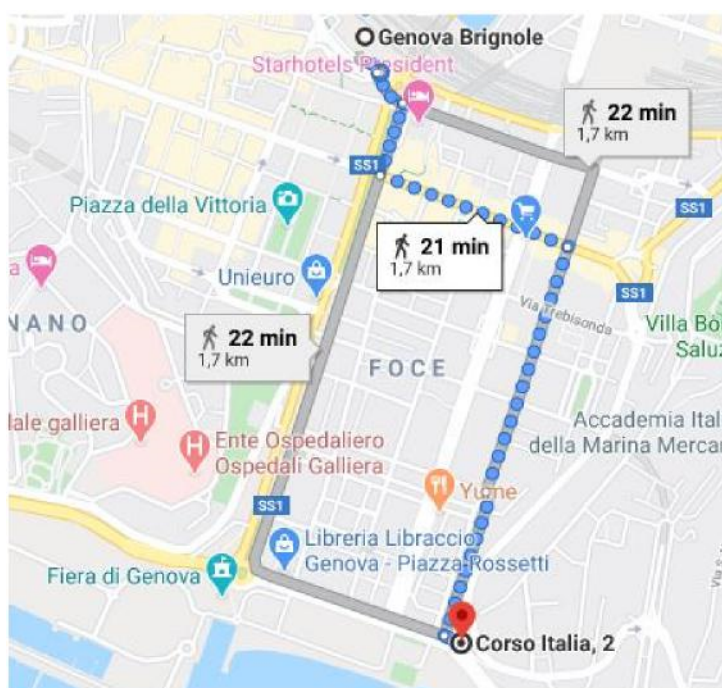 Genova Brignole
Starhotels President
22 min
1,7 km
SS1
Piazza della Vittoria
SS1
21 min
1,7 km
Unieuro
SS1
Via Trebisonda
NANO
22 min
1,7 km
Villa Bo
Saluz
FOCE
dale galliera
Ente Ospedaliero
Ospedali Galliera
Accademia Ital
della Marina Mercan
Yume
SS1
Libreria Libraccio
Genova - Piazza Rossetti
Fiera di Genova
Corso Italia, 2